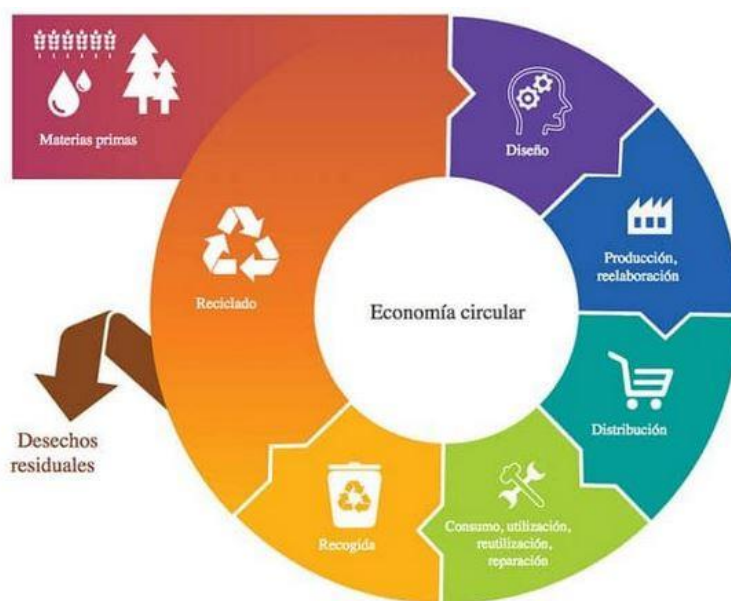 Materias primas
Diseño
Producción,
reelaboración
Distribución
Consumo, utilización,
reutilización,
reparación
Recogida
Reciclado
Desechos
residuales
Economía circular